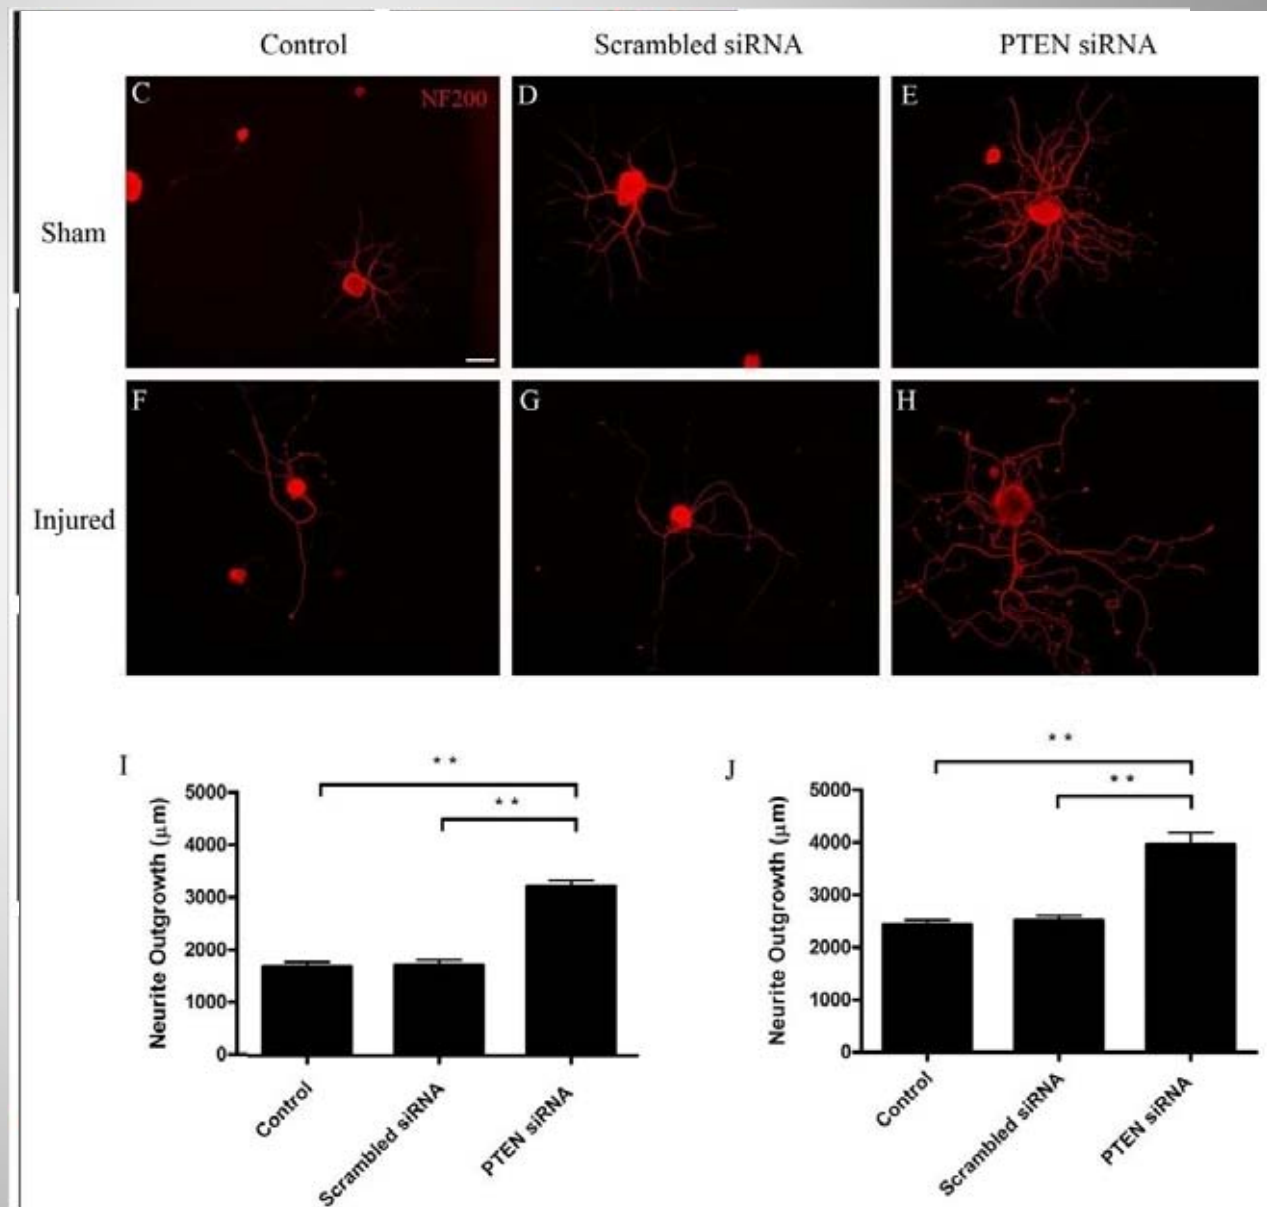 Control Scrambled siRNA PTEN siRNA
C NF200 D E
Sham
F G H
Injured
I
* *
* *
5000
4000
3000
2000
1000
0
Neurite Outgrowth (μm)
Control
Scrambled siRNA
PTEN siRNA
J
* *
* *
5000
4000
3000
2000
1000
0
Neurite Outgrowth (μm)
Control
Scrambled siRNA
PTEN siRNA